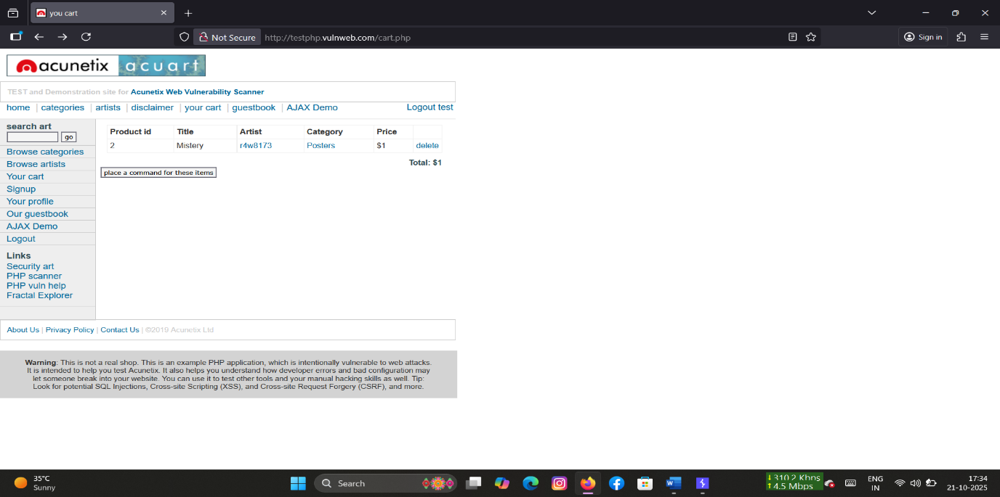 you cart
Not Secure
http://testphp.vulnweb.com/cart.php
Sign in
acunetix acuart
TEST and Demonstration site for Acunetix Web Vulnerability Scanner
home | categories | artists | disclaimer | your cart | guestbook | AJAX Demo
Logout test
search art
go
Browse categories
Browse artists
Your cart
Signup
Your profile
Our guestbook
AJAX Demo
Logout
Links
Security art
PHP scanner
PHP vuln help
Fractal Explorer
Product id Title Artist Category Price
2 Mistery r4w8173 Posters $1 delete
Total: $1
place a command for these items
About Us | Privacy Policy | Contact Us | ©2019 Acunetix Ltd
Warning: This is not a real shop. This is an example PHP application, which is intentionally vulnerable to web attacks.
It is intended to help you test Acunetix. It also helps you understand how developer errors and bad configuration may
let someone break into your website. You can use it to test other tools and your manual hacking skills as well. Tip:
Look for potential SQL Injections, Cross-site Scripting (XSS), and Cross-site Request Forgery (CSRF), and more.
35°C
Sunny
Search
310.2 Kbps
4.5 Mbps
ENG
IN
17:34
21-10-2025